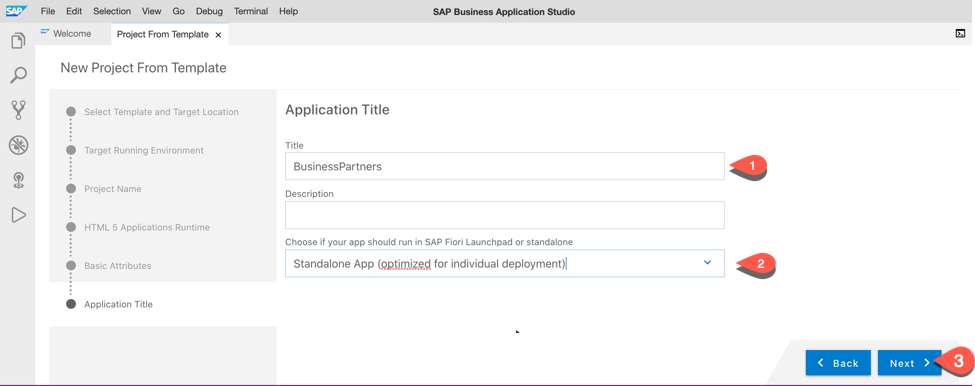 SAP File Edit Selection View Go Debug Terminal Help SAP Business Application Studio
Welcome Project From Template x
New Project From Template
Select Template and Target Location
Target Running Environment
Project Name
HTML 5 Applications Runtime
Basic Attributes
Application Title
Application Title
Title
BusinessPartners
1
Description
Choose if your app should run in SAP Fiori Launchpad or standalone
Standalone App (optimized for individual deployment)
2
Back
Next
3